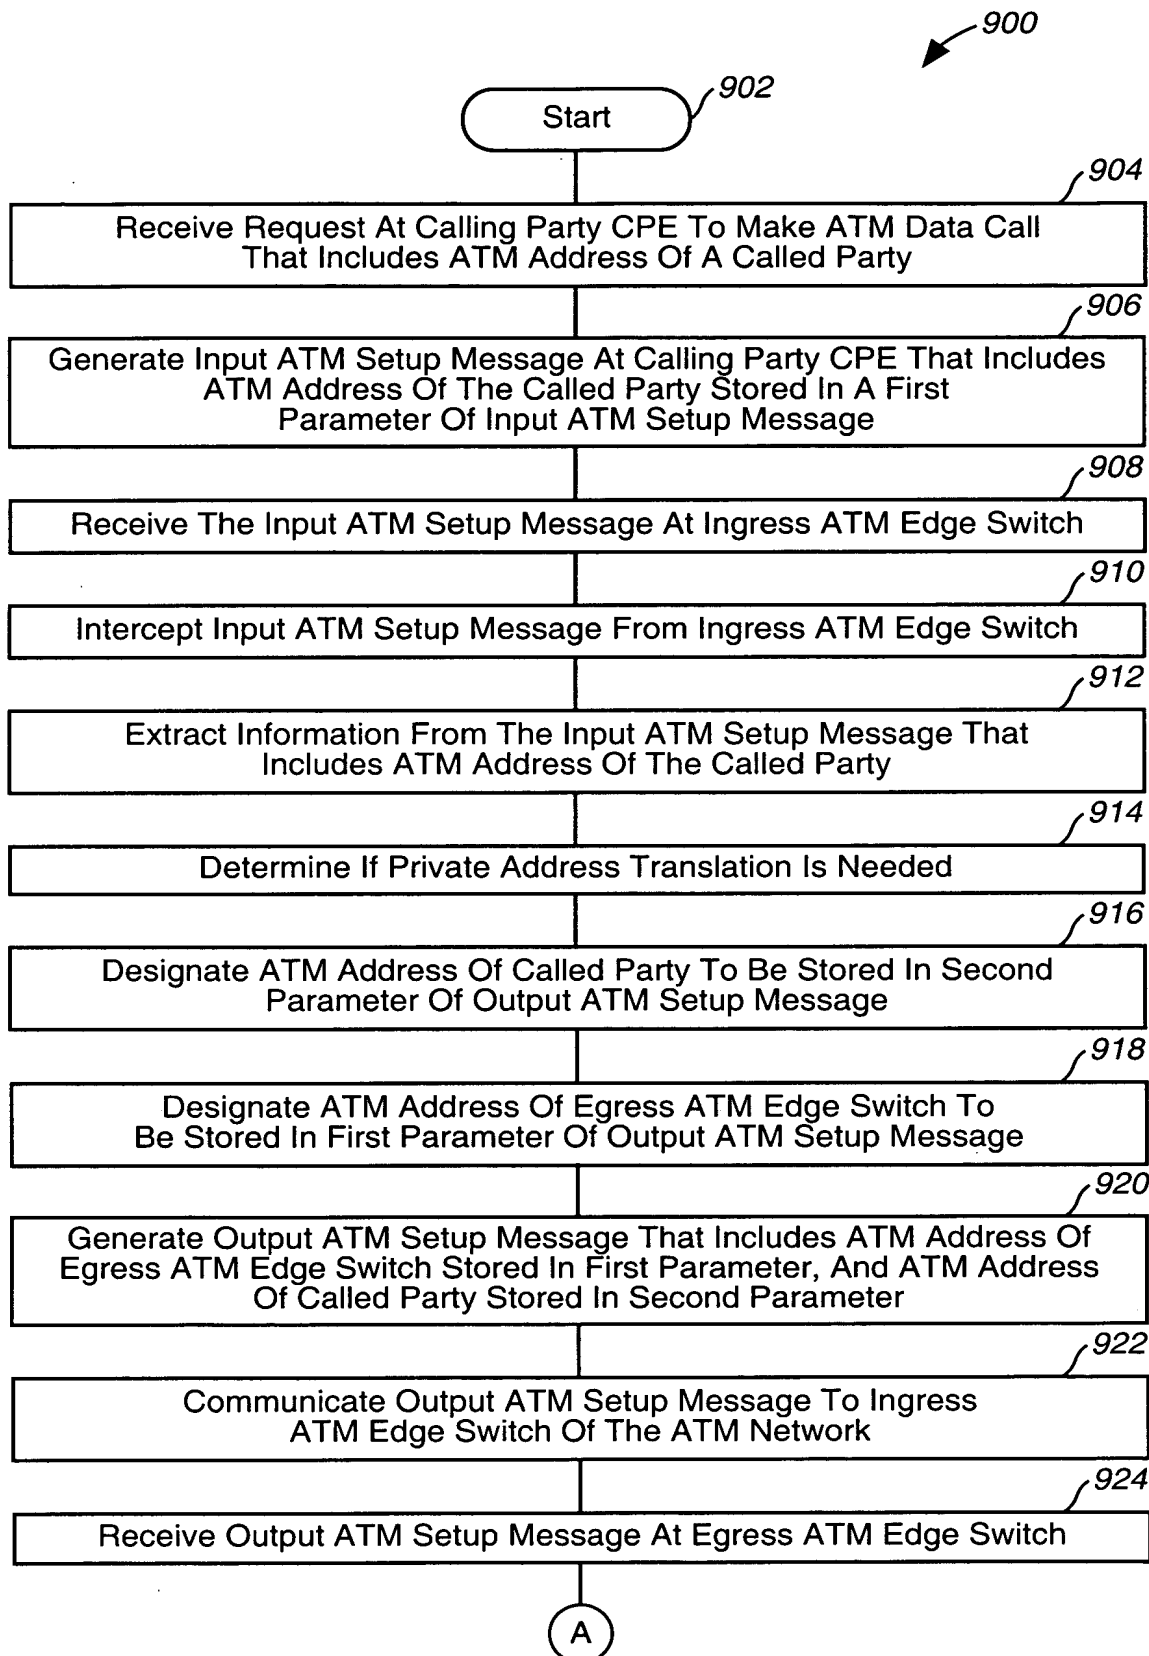 900
Start
902
904
Receive Request At Calling Party CPE To Make ATM Data Call
That Includes ATM Address Of A Called Party
906
Generate Input ATM Setup Message At Calling Party CPE That Includes
ATM Address Of The Called Party Stored In A First
Parameter Of Input ATM Setup Message
908
Receive The Input ATM Setup Message At Ingress ATM Edge Switch
910
Intercept Input ATM Setup Message From Ingress ATM Edge Switch
912
Extract Information From The Input ATM Setup Message That
Includes ATM Address Of The Called Party
914
Determine If Private Address Translation Is Needed
916
Designate ATM Address Of Called Party To Be Stored In Second
Parameter Of Output ATM Setup Message
918
Designate ATM Address Of Egress ATM Edge Switch To
Be Stored In First Parameter Of Output ATM Setup Message
920
Generate Output ATM Setup Message That Includes ATM Address Of
Egress ATM Edge Switch Stored In First Parameter, And ATM Address
Of Called Party Stored In Second Parameter
922
Communicate Output ATM Setup Message To Ingress
ATM Edge Switch Of The ATM Network
924
Receive Output ATM Setup Message At Egress ATM Edge Switch
A